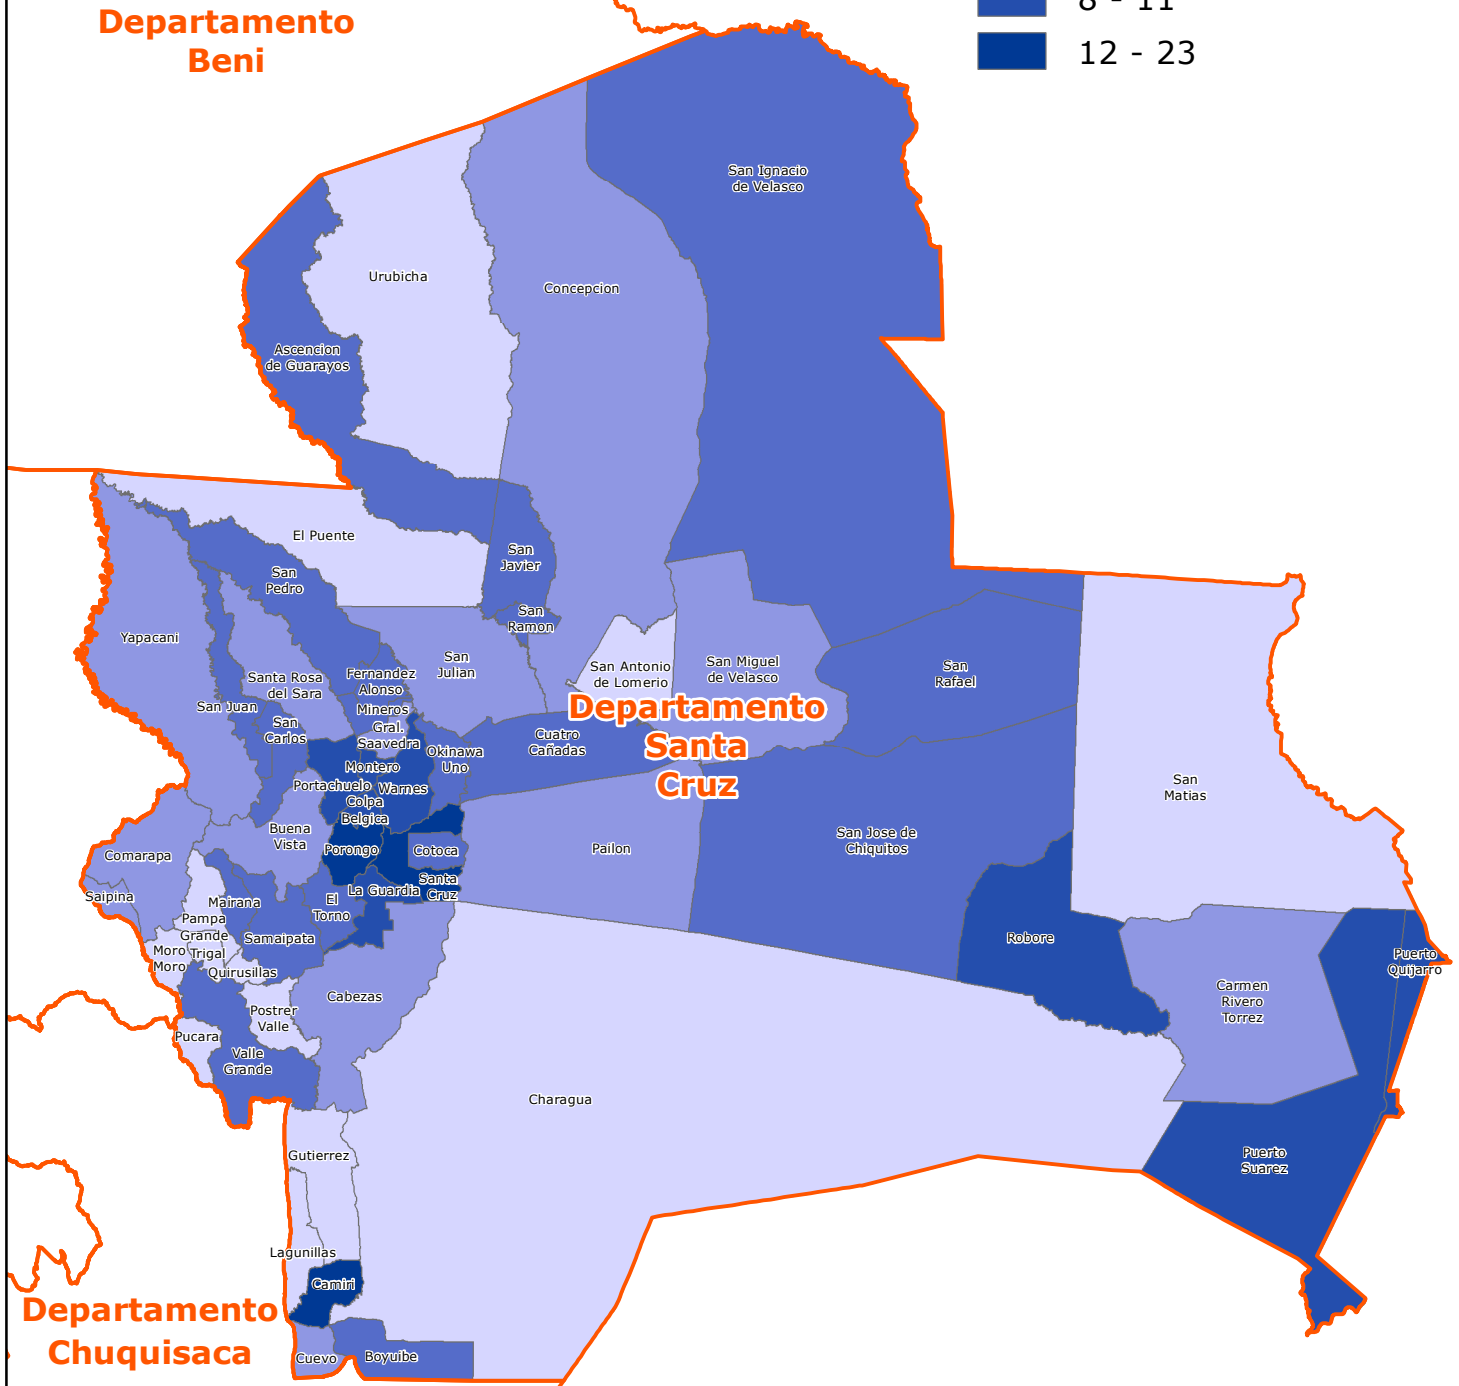 Departamento
Beni
8 - 11
12 - 23
San Ignacio
de Velasco
Urubicha
Concepcion
Ascencion
de Guarayos
El Puente
San
Javier
San
Pedro
San
Ramon
Yapacani
San
Julian
San Antonio
de Lomerio
San Miguel
de Velasco
San
Rafael
Fernandez
Alonso
Santa Rosa
del Sara
San Juan
Mineros
San
Carlos
Gral.
Saavedra
Departamento
Santa
Cruz
Cuatro
Cañadas
Okinawa
Uno
Montero
Portachuelo
Warnes
Colpa
Belgica
San
Matias
Buena
Vista
Porongo
Cotoca
Pailon
San Jose de
Chiquitos
Comarapa
Saipina
La Guardia
Santa
Cruz
El
Torno
Mairana
Pampa
Grande
Samaipata
Moro
Moro
Trigal
Quirusillas
Robore
Puerto
Quijarro
Carmen
Rivero
Torrez
Cabezas
Postrer
Valle
Pucara
Valle
Grande
Charagua
Gutierrez
Puerto
Suarez
Lagunillas
Camiri
Departamento
Chuquisaca
Cuevo
Boyuibe